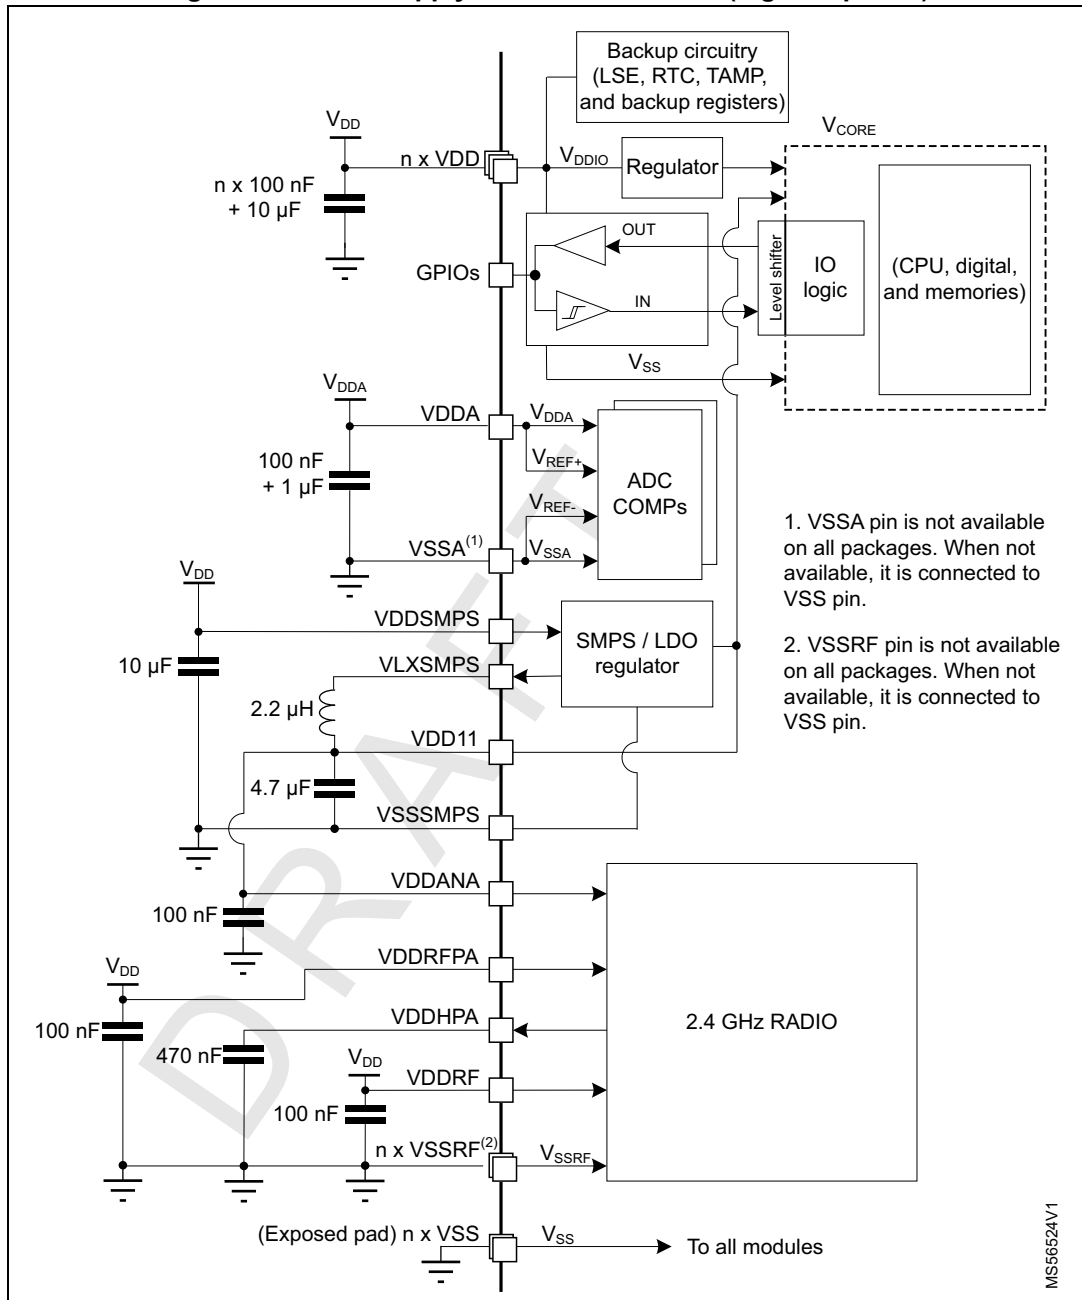 Backup circuitry
(LSE, RTC, TAMP,
and backup registers)
VDD
n x VDD
VDDIO
Regulator
VCORE
n x 100 nF
+ 10 µF
GPIOs
OUT
IN
Level shifter
IO
logic
(CPU, digital,
and memories)
VSS
VDDA
VDDA
VDDA
VREF+
100 nF
+ 1 µF
ADC
COMPs
VREF-
VSSA(1)
VSSA
1. VSSA pin is not available
on all packages. When not
available, it is connected to
VSS pin.
VDD
VDDSMPS
SMPS / LDO
regulator
10 µF
VLXSMPS
2. VSSRF pin is not available
on all packages. When not
available, it is connected to
VSS pin.
2.2 µH
VDD11
4.7 µF
VSSSMPS
VDDANA
100 nF
VDD
VDDRFPA
100 nF
VDDHPA
2.4 GHz RADIO
470 nF
VDD
VDDRF
100 nF
n x VSSRF(2)
VSSRF
(Exposed pad) n x VSS
VSS
To all modules
MS56524V1
DRAFT